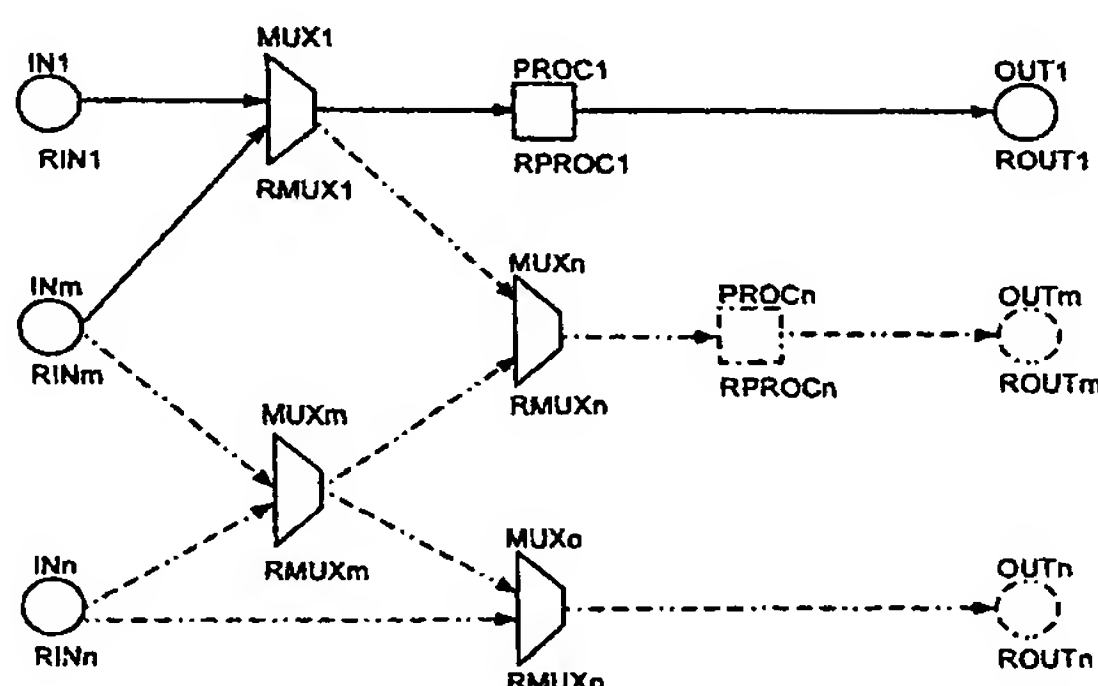 MUX1
IN1
PROC1
OUT1
RIN1
RPROC1
ROUT1
RMUX1
MUXn
INm
PROCn
OUTm
RINm
RPROCn
ROUTm
RMUXn
MUXm
MUXo
INn
OUTn
RMUXm
RINn
ROUTn
RMUXn